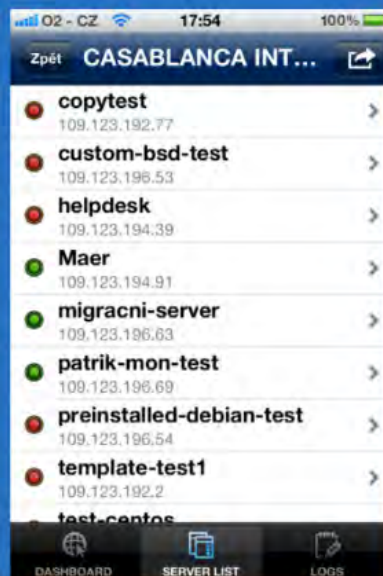 O2 - CZ 17:54 100%
Zpět CASABLANCA INT...
copytest
109.123.192.77
custom-bsd-test
109.123.196.53
helpdesk
109.123.194.39
Maer
109.123.194.91
migracni-server
109.123.196.63
patrik-mon-test
109.123.196.69
preinstalled-debian-test
109.123.196.54
template-test1
109.123.192.2
test-centos
DASHBOARD SERVER LIST LOGS